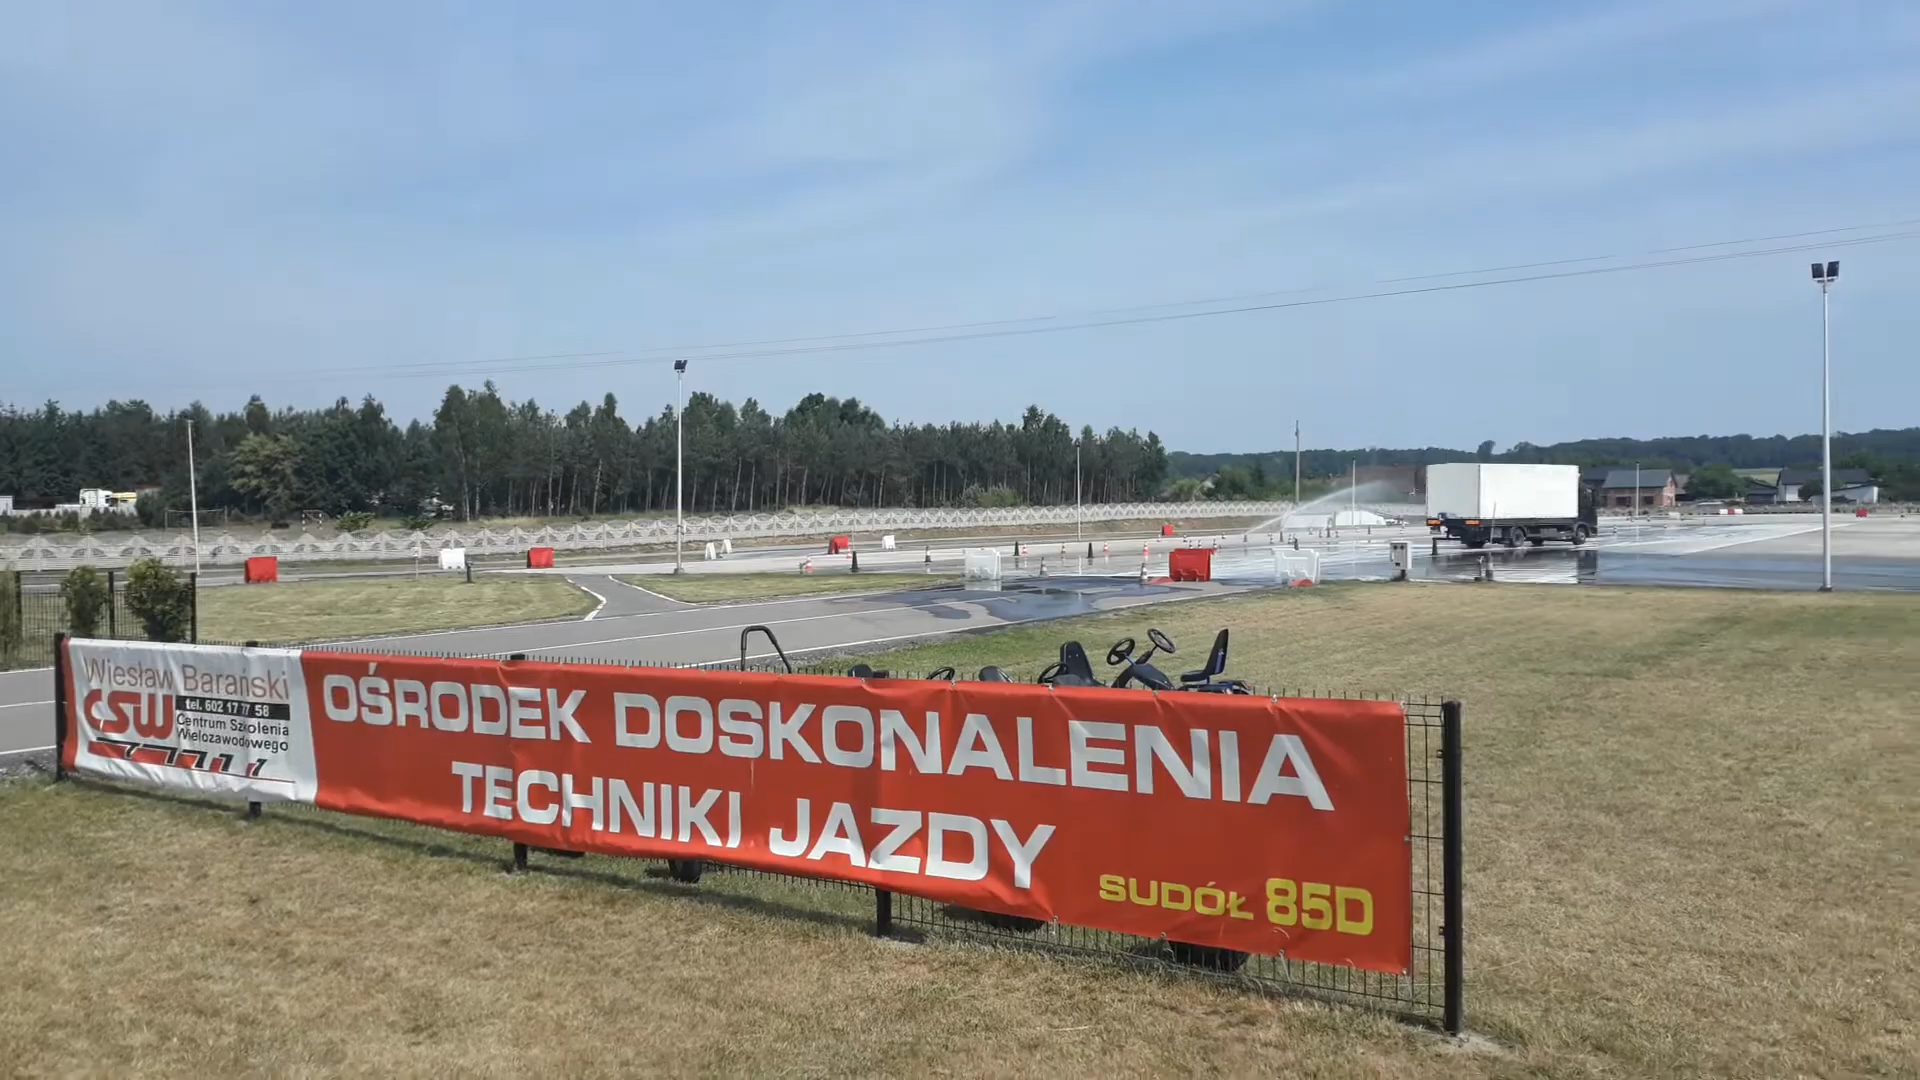 Wiesław Barański
CSW
tel. 602 17 77 58
Centrum Szkolenia
Wielozawodowego
OŚRODEK DOSKONALENIA
TECHNIKI JAZDY
SUDÓŁ 85D